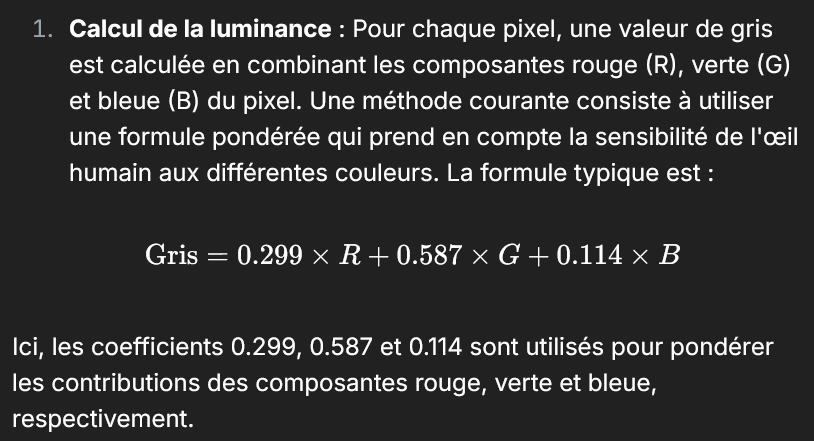 1. Calcul de la luminance : Pour chaque pixel, une valeur de gris
est calculée en combinant les composantes rouge (R), verte (G)
et bleue (B) du pixel. Une méthode courante consiste à utiliser
une formule pondérée qui prend en compte la sensibilité de l'œil
humain aux différentes couleurs. La formule typique est :
Gris = 0.299 × R + 0.587 × G + 0.114 × B
Ici, les coefficients 0.299, 0.587 et 0.114 sont utilisés pour pondérer
les contributions des composantes rouge, verte et bleue,
respectivement.